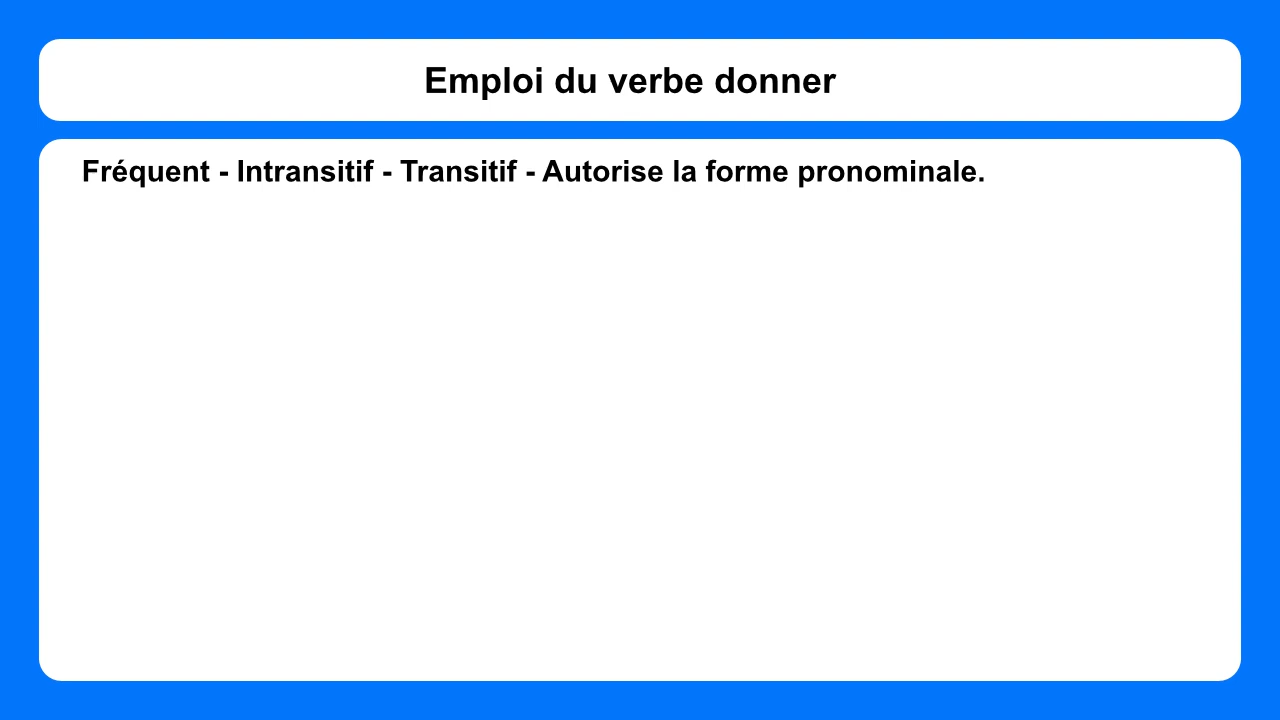 Emploi du verbe donner
Fréquent - Intransitif - Transitif - Autorise la forme pronominale.